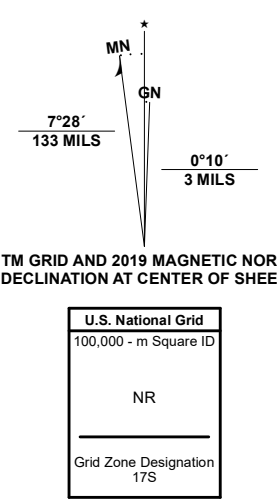 ★
MN
GN
7°28´
133 MILS
0°10´
3 MILS
TM GRID AND 2019 MAGNETIC NOR
DECLINATION AT CENTER OF SHEE
U.S. National Grid
100,000 - m Square ID
NR
Grid Zone Designation
17S